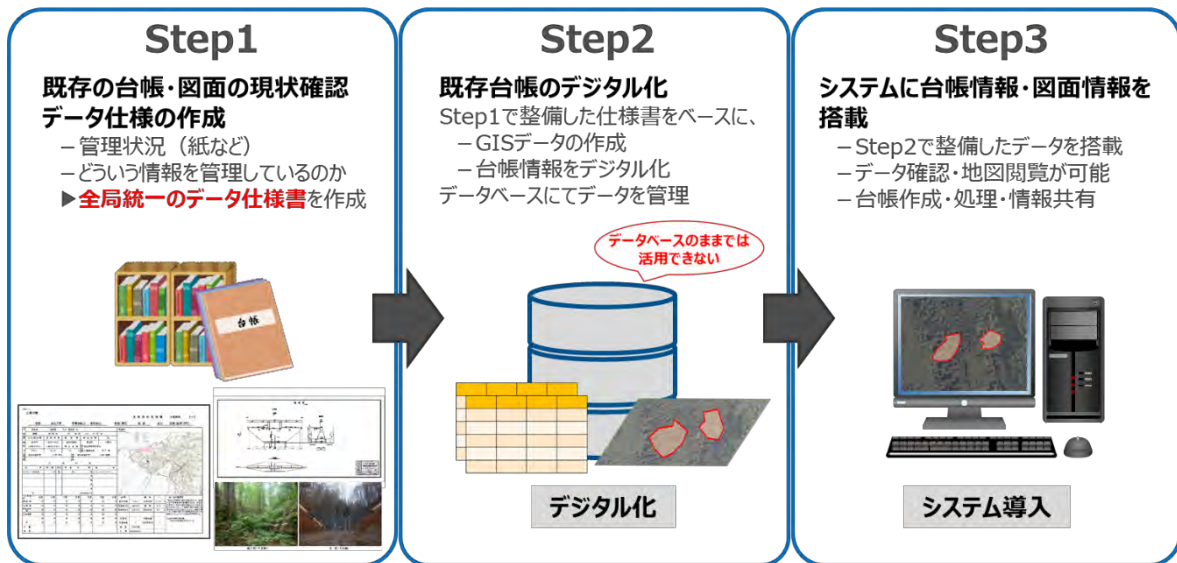 Step1
既存の台帳・図面の現状確認
データ仕様の作成
－管理状況（紙など）
－どういう情報を管理しているのか
▶全局統一のデータ仕様書を作成
台帳
Step2
既存台帳のデジタル化
Step1で整備した仕様書をベースに、
－GISデータの作成
－台帳情報をデジタル化
データベースにてデータを管理
データベースのままでは
活用できない
デジタル化
Step3
システムに台帳情報・図面情報を
搭載
－Step2で整備したデータを搭載
－データ確認・地図閲覧が可能
－台帳作成・処理・情報共有
システム導入